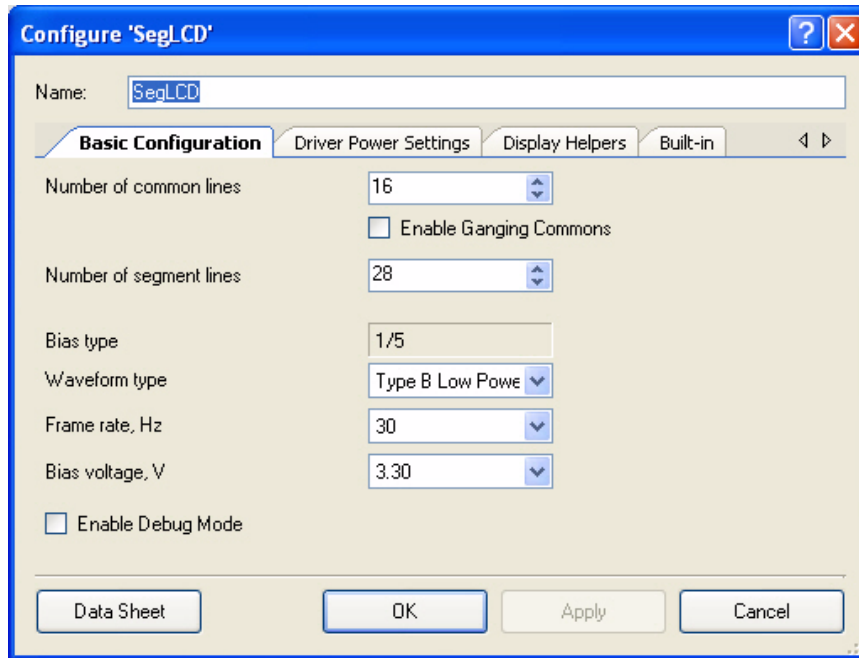 Configure 'SegLCD'
Name: SegLCD
Basic Configuration Driver Power Settings Display Helpers Built-in
Number of common lines 16
Enable Ganging Commons
Number of segment lines 28
Bias type 1/5
Waveform type Type B Low Powe
Frame rate, Hz 30
Bias voltage, V 3.30
Enable Debug Mode
Data Sheet OK Apply Cancel